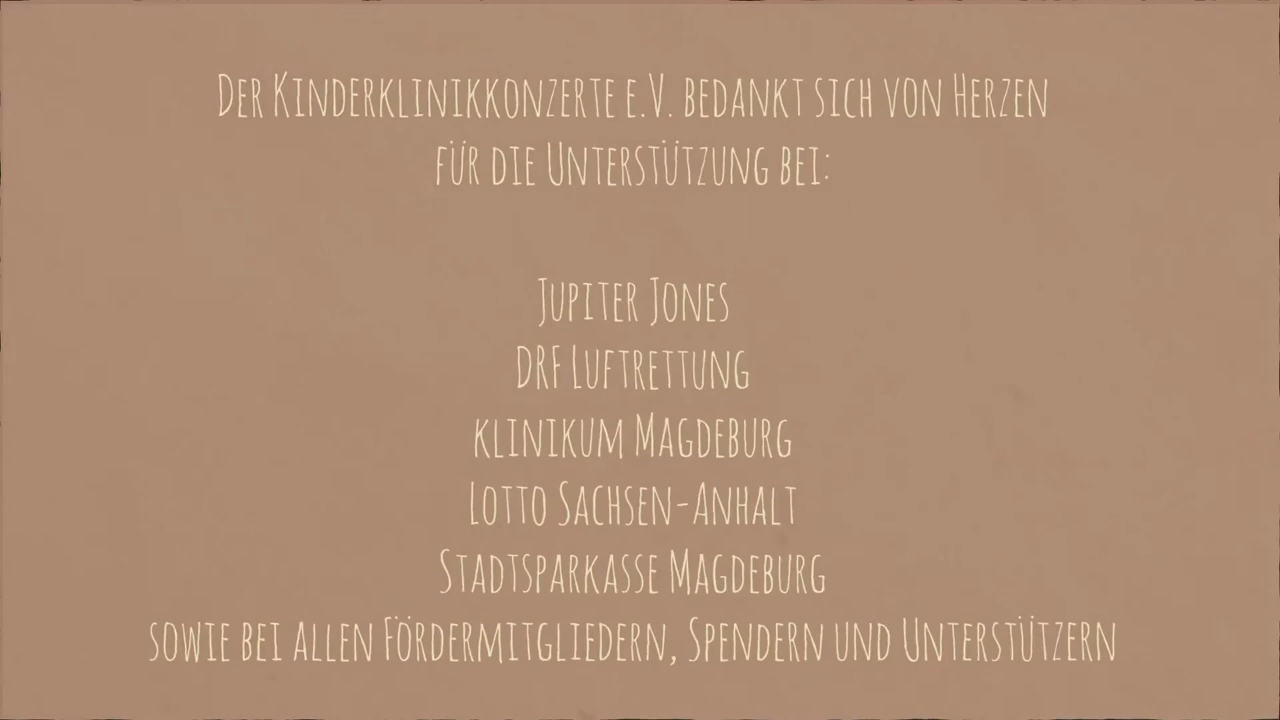 Der Kinderklinikkonzerte e.V. bedankt sich von Herzen
für die Unterstützung bei:
Jupiter Jones
DRF Luftrettung
Klinikum Magdeburg
Lotto Sachsen-Anhalt
Stadtsparkasse Magdeburg
sowie bei allen Fördermitgliedern, Spendern und Unterstützern